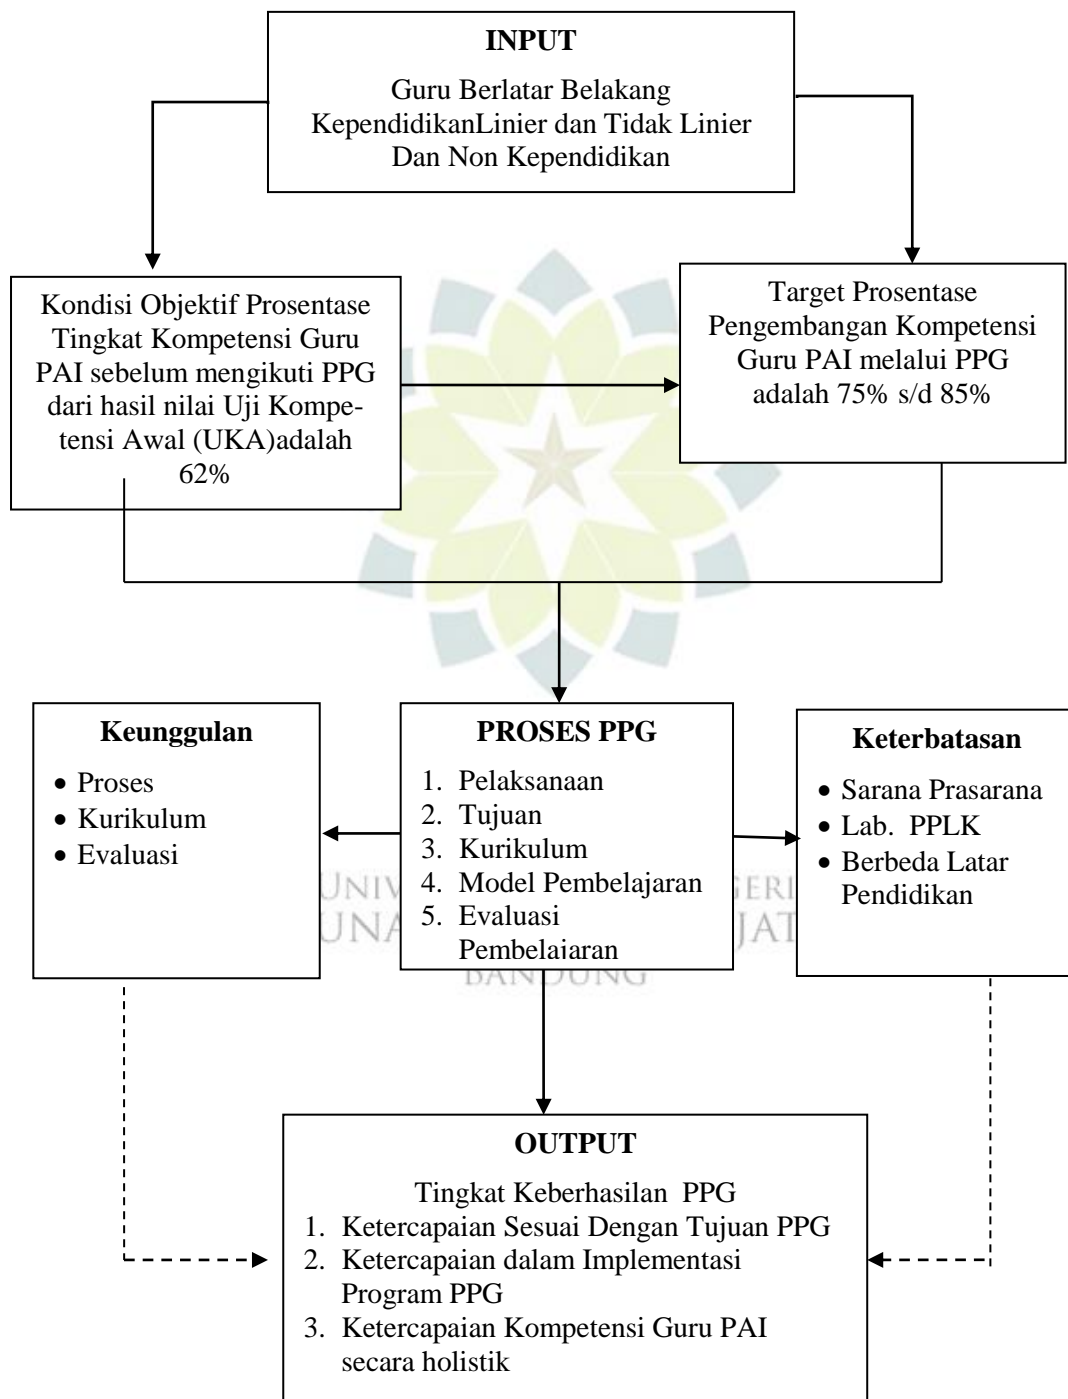 INPUT
Guru Berlatar Belakang
KependidikanLinier dan Tidak Linier
Dan Non Kependidikan
Kondisi Objektif Prosentase
Tingkat Kompetensi Guru
PAI sebelum mengikuti PPG
dari hasil nilai Uji Kompe-
tensi Awal (UKA)adalah
62%
Target Prosentase
Pengembangan Kompetensi
Guru PAI melalui PPG
adalah 75% s/d 85%
Keunggulan
• Proses
• Kurikulum
• Evaluasi
PROSES PPG
1. Pelaksanaan
2. Tujuan
3. Kurikulum
4. Model Pembelajaran
5. Evaluasi
Pembelajaran
Keterbatasan
• Sarana Prasarana
• Lab. PPLK
• Berbeda Latar
Pendidikan
BANDUNG
OUTPUT
Tingkat Keberhasilan PPG
1. Ketercapaian Sesuai Dengan Tujuan PPG
2. Ketercapaian dalam Implementasi
Program PPG
3. Ketercapaian Kompetensi Guru PAI
secara holistik